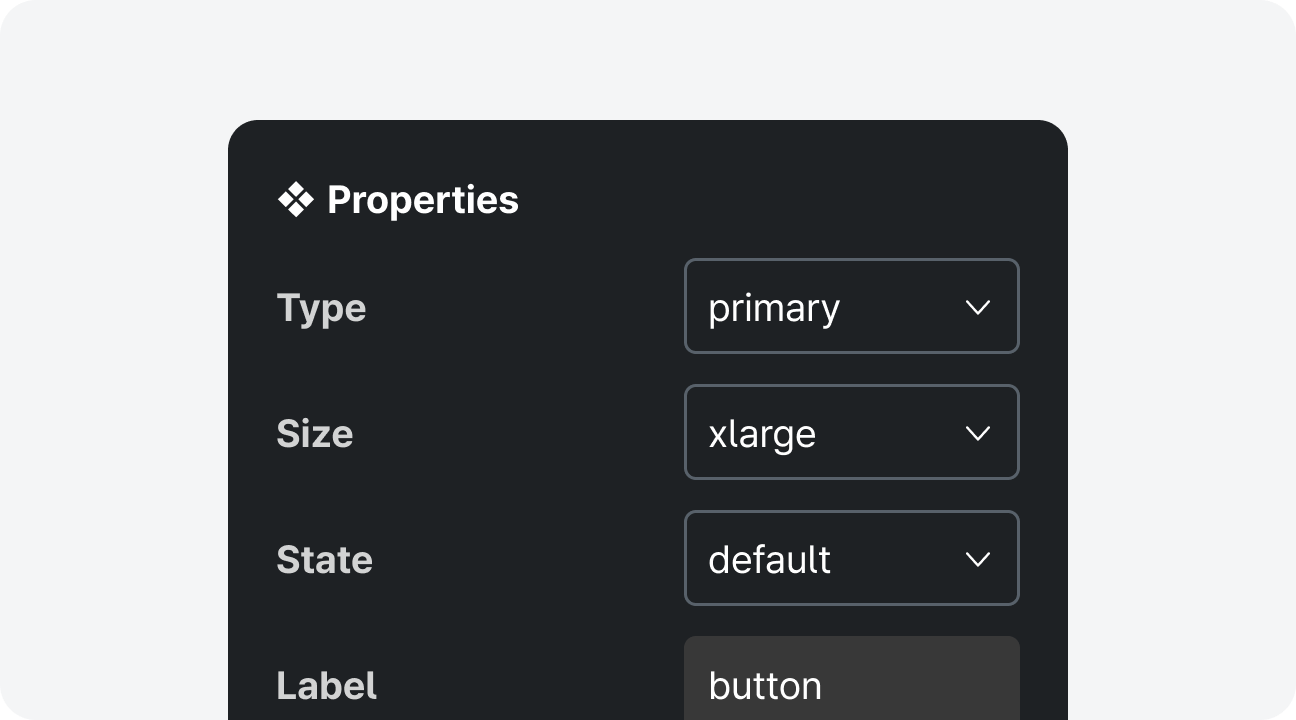 Properties
Type primary
Size xlarge
State default
Label button